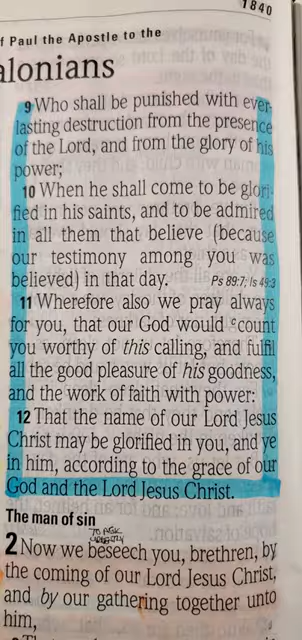 1840
f Paul the Apostle to the
alonians
9 Who shall be punished with ever-
lasting destruction from the presence
of the Lord, and from the glory of his
power;
10 When he shall come to be glori-
fied in his saints, and to be admired
in all them that believe (because
our testimony among you was
believed) in that day. Ps 89:7; Is 49:3
11 Wherefore also we pray always
for you, that our God would count
you worthy of this calling, and fulfil
all the good pleasure of his goodness,
and the work of faith with power:
12 That the name of our Lord Jesus
Christ may be glorified in you, and ye
in him, according to the grace of our
God and the Lord Jesus Christ.
The man of sin
TO ASK
URGENTLY
2 Now we beseech you, brethren, by
the coming of our Lord Jesus Christ,
and by our gathering together unto
him,